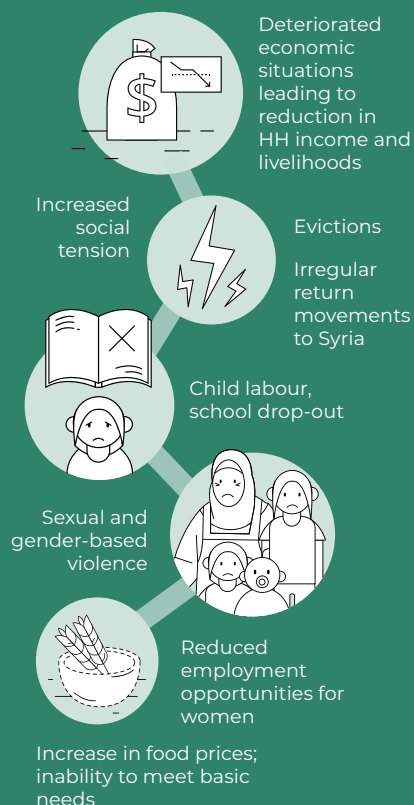 Deteriorated
economic
situations
leading to
reduction in
HH income and
livelihoods
Increased
social
tension
Evictions
Irregular
return
movements
to Syria
Child labour,
school drop-out
Sexual and
gender-based
violence
Reduced
employment
opportunities for
women
Increase in food prices;
inability to meet basic
needs